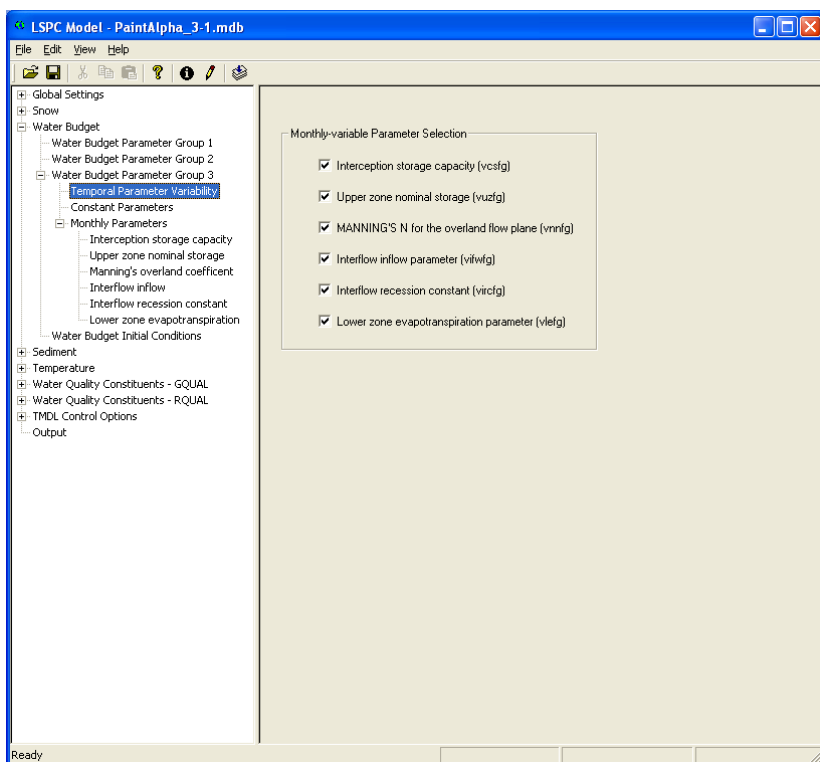 LSPC Model - PaintAlpha_3-1.mdb
File Edit View Help
Global Settings
Snow
Water Budget
Water Budget Parameter Group 1
Water Budget Parameter Group 2
Water Budget Parameter Group 3
Temporal Parameter Variability
Constant Parameters
Monthly Parameters
Interception storage capacity
Upper zone nominal storage
Manning's overland coefficent
Interflow inflow
Interflow recession constant
Lower zone evapotranspiration
Water Budget Initial Conditions
Sediment
Temperature
Water Quality Constituents - GQUAL
Water Quality Constituents - RQUAL
TMDL Control Options
Output
Monthly-variable Parameter Selection
Interception storage capacity (vcsfg)
Upper zone nominal storage (vuzfg)
MANNING'S N for the overland flow plane (vnnfg)
Interflow inflow parameter (vifwfg)
Interflow recession constant (vircfg)
Lower zone evapotranspiration parameter (vlefg)
Ready